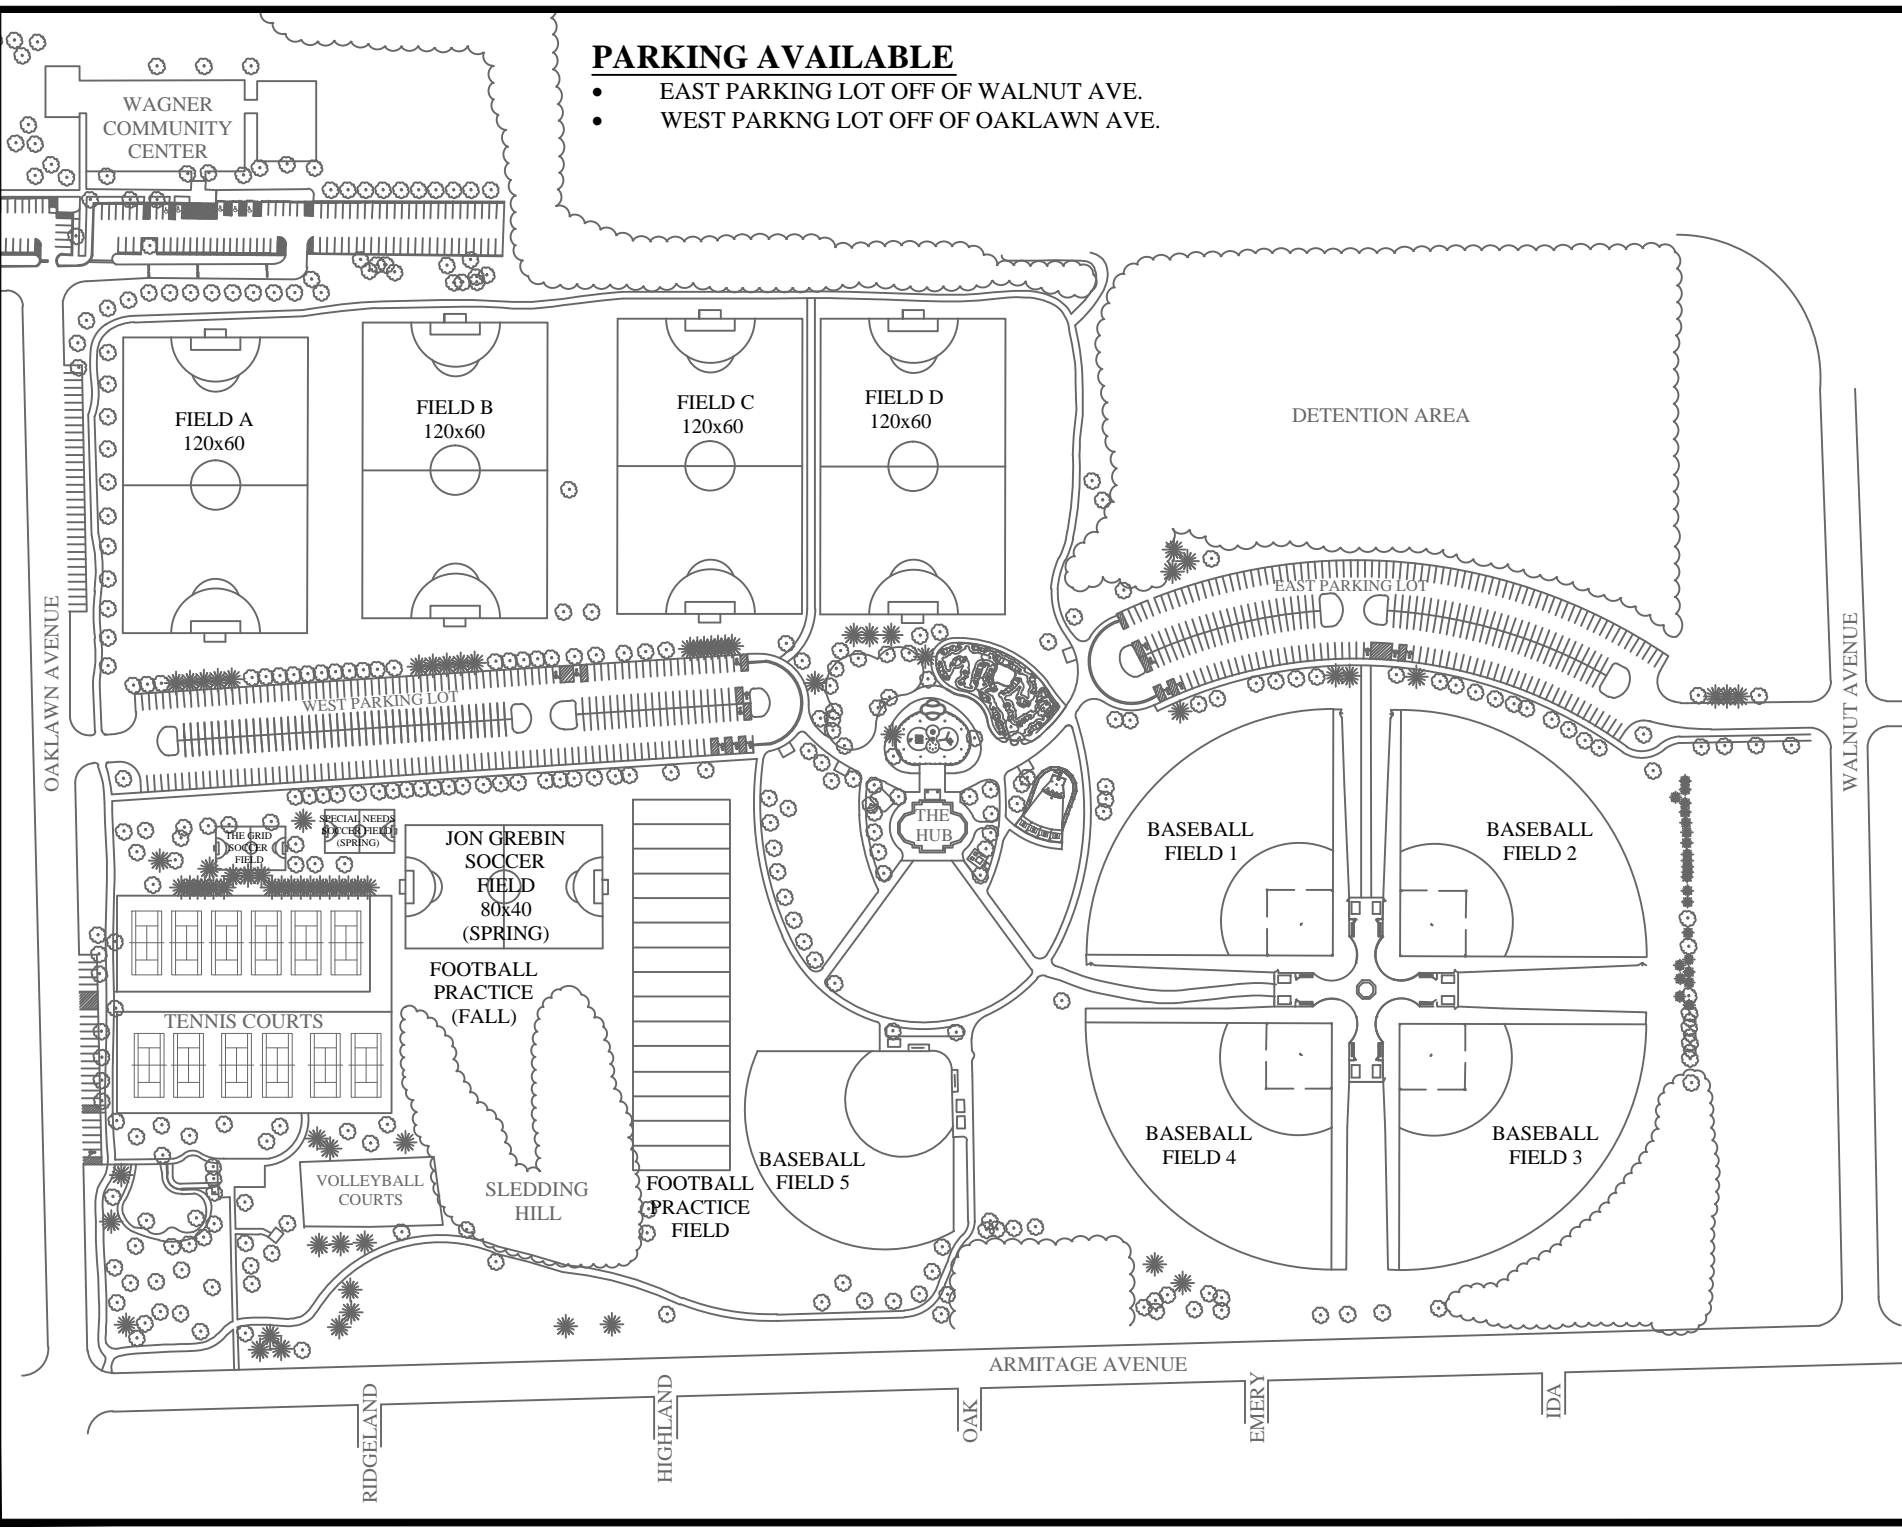 PARKING AVAILABLE
• EAST PARKING LOT OFF OF WALNUT AVE.
• WEST PARKNG LOT OFF OF OAKLAWN AVE.
WAGNER
COMMUNITY
CENTER
FIELD A
120x60
FIELD B
120x60
FIELD C
120x60
FIELD D
120x60
DETENTION AREA
EAST PARKING LOT
WEST PARKING LOT
OAKLAWN AVENUE
WALNUT AVENUE
THE GRID
SOCCER
FIELD
SPECIAL NEEDS
SOCCER FIELD
(SPRING)
JON GREBIN
SOCCER
FIELD
80x40
(SPRING)
FOOTBALL
PRACTICE
(FALL)
THE
HUB
BASEBALL
FIELD 1
BASEBALL
FIELD 2
TENNIS COURTS
BASEBALL
FIELD 4
BASEBALL
FIELD 3
BASEBALL
FIELD 5
VOLLEYBALL
COURTS
SLEDDING
HILL
FOOTBALL
PRACTICE
FIELD
ARMITAGE AVENUE
RIDGELAND
HIGHLAND
OAK
EMERY
IDA